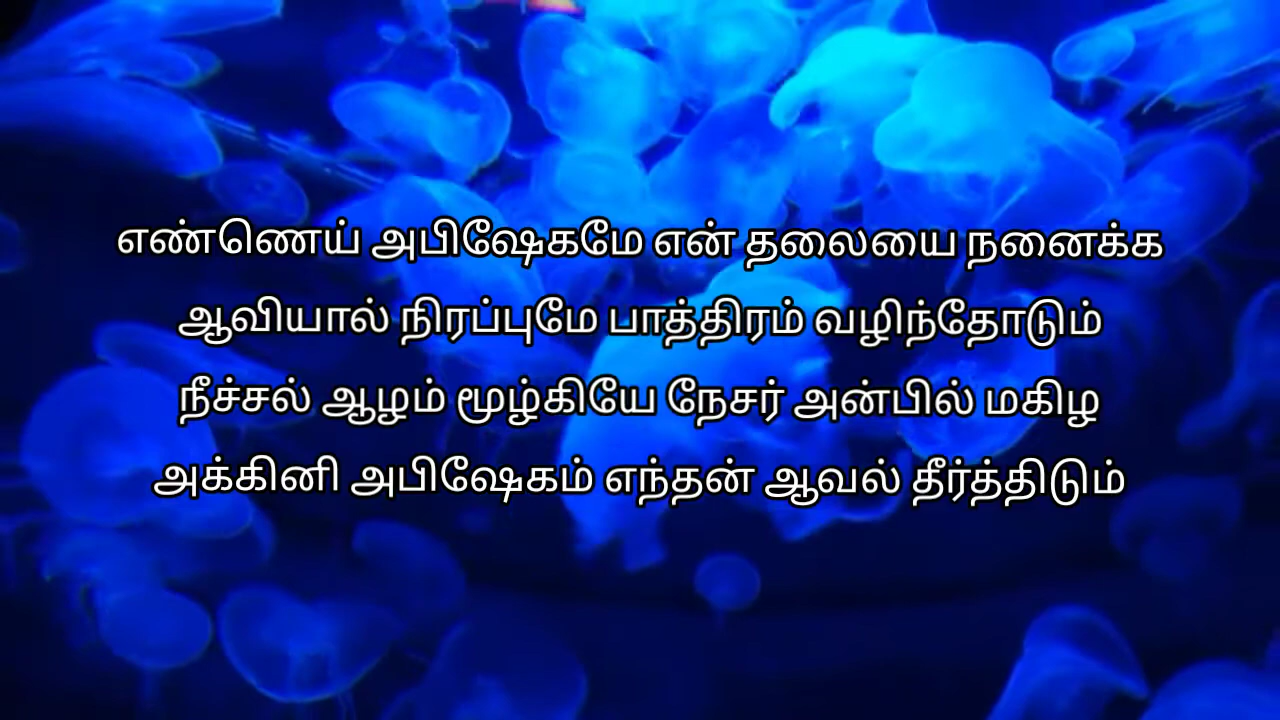 எண்ணெய் அபிஷேகமே என் தலையை நனைக்க
ஆவியால் நிரப்புமே பாத்திரம் வழிந்தோடும்
நீச்சல் ஆழம் மூழ்கியே நேசர் அன்பில் மகிழ
அக்கினி அபிஷேகம் எந்தன் ஆவல் தீர்த்திடும்